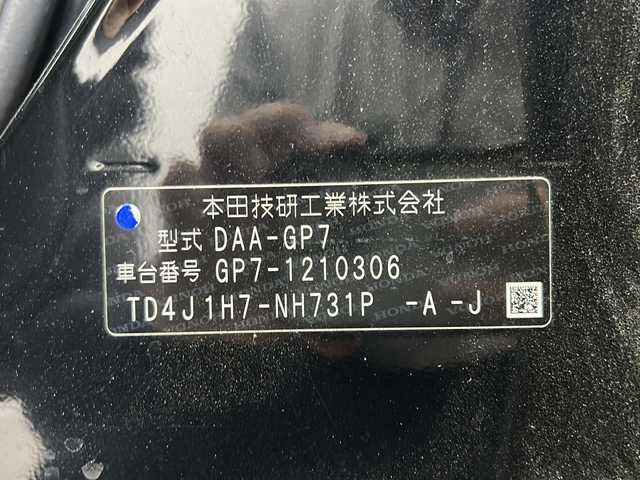 本田技研工業株式会社
型式 DAA-GP7
車台番号 GP7-1210306
TD4J1H7-NH731P -A -J